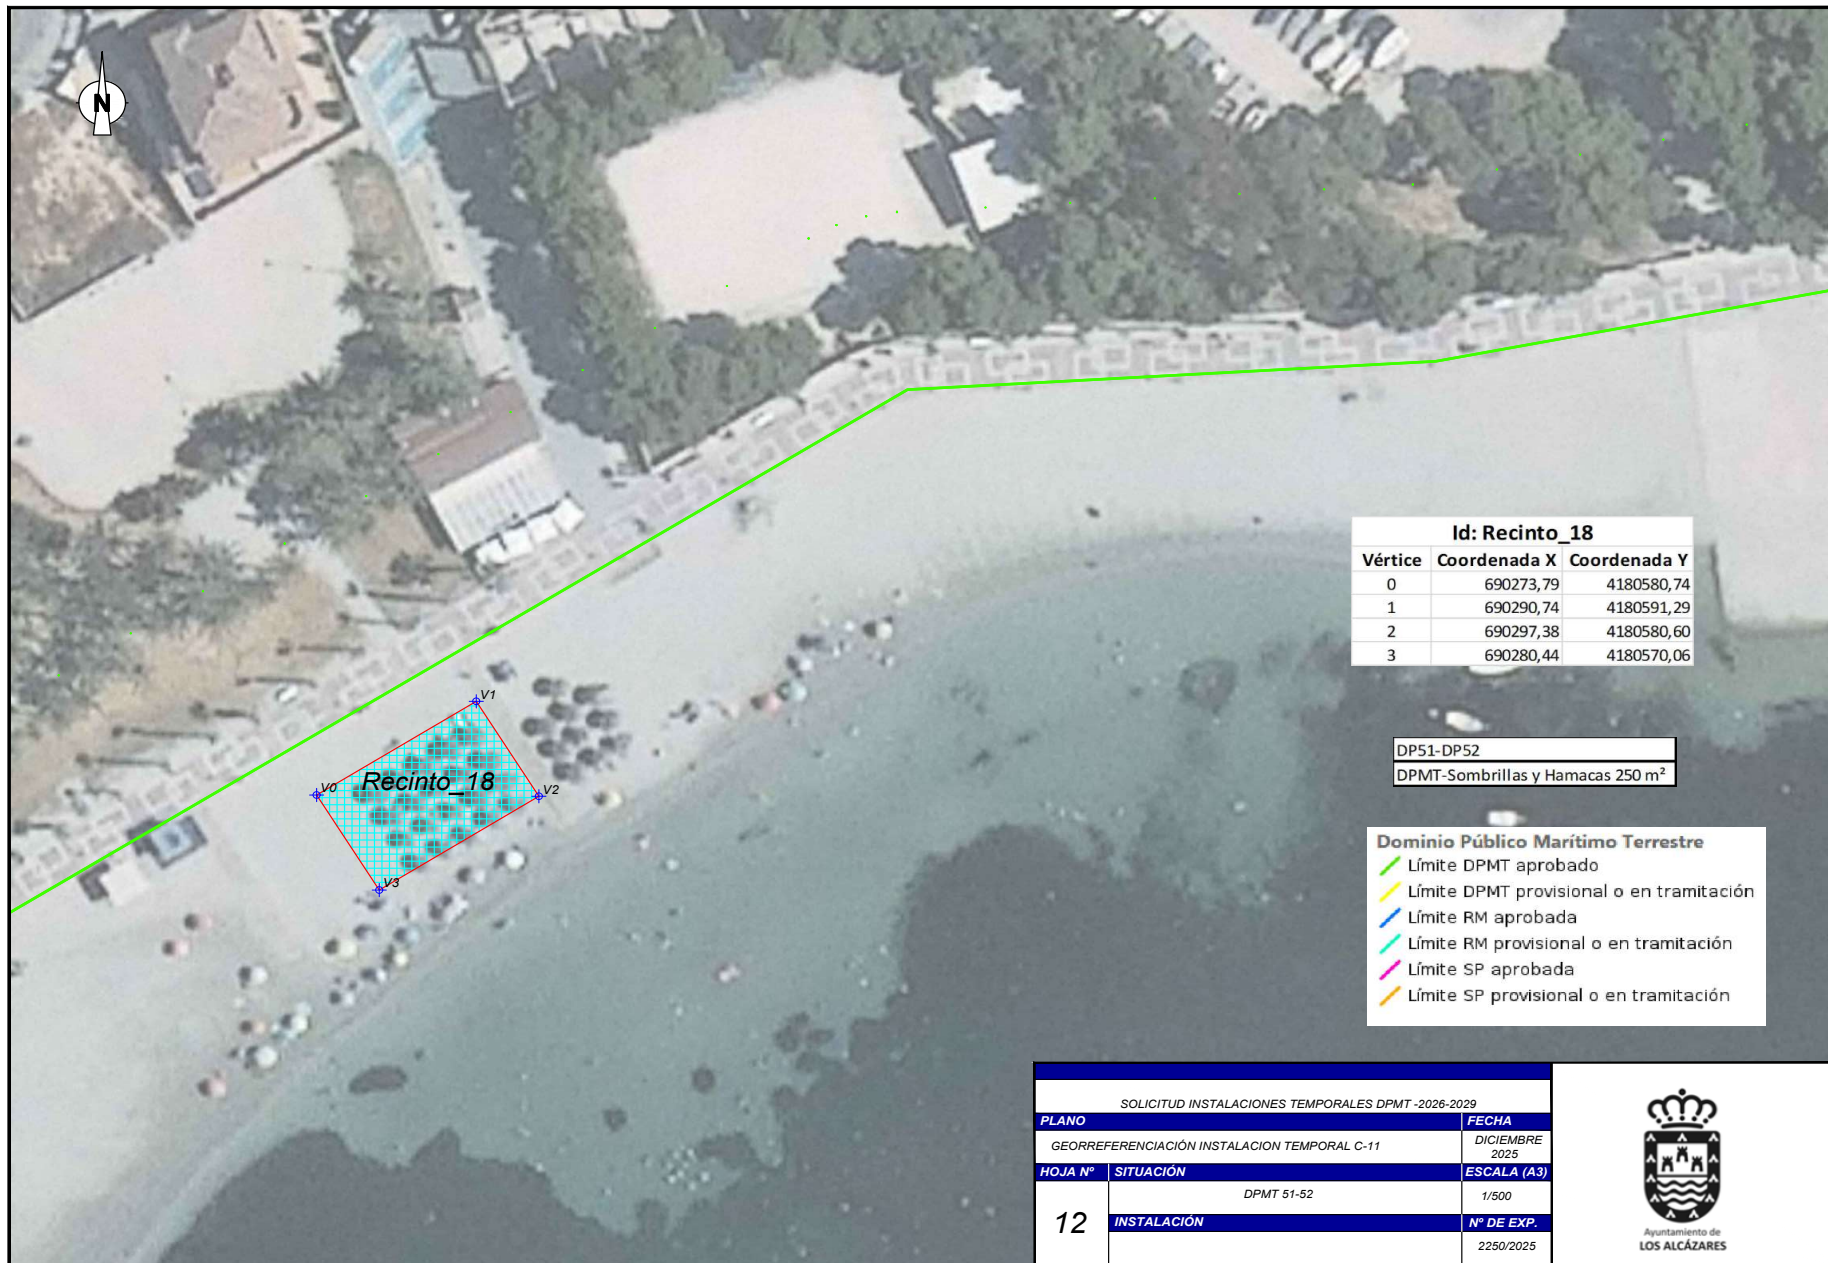 N
V1
V0
Recinto_18
V2
V3
Id: Recinto_18
Vértice Coordenada X Coordenada Y
0 690273,79 4180580,74
1 690290,74 4180591,29
2 690297,38 4180580,60
3 690280,44 4180570,06
DP51-DP52
DPMT-Sombrillas y Hamacas 250 m²
Dominio Público Marítimo Terrestre
Límite DPMT aprobado
Límite DPMT provisional o en tramitación
Límite RM aprobada
Límite RM provisional o en tramitación
Límite SP aprobada
Límite SP provisional o en tramitación
SOLICITUD INSTALACIONES TEMPORALES DPMT -2026-2029
PLANO FECHA
GEORREFERENCIACIÓN INSTALACION TEMPORAL C-11 DICIEMBRE
2025
HOJA Nº SITUACIÓN ESCALA (A3)
DPMT 51-52 1/500
12 INSTALACIÓN Nº DE EXP.
2250/2025
Ayuntamiento de
LOS ALCÁZARES